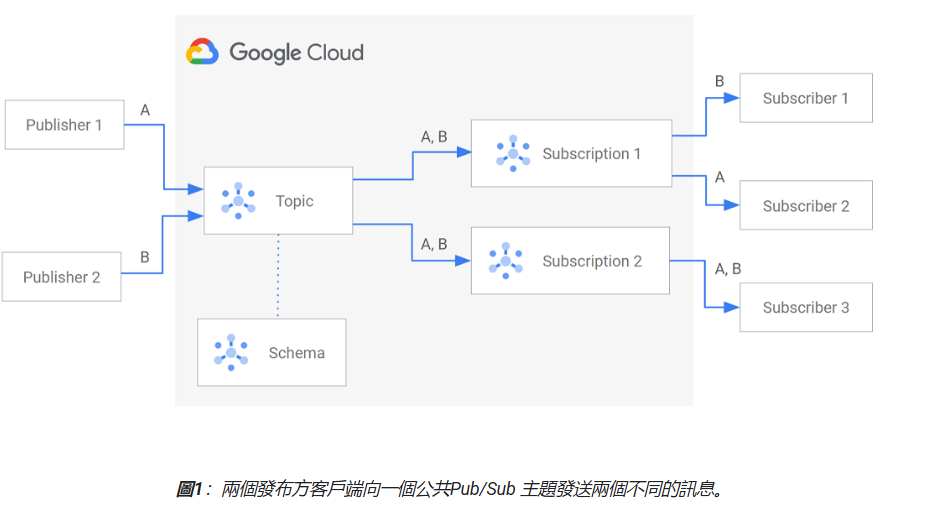 Google Cloud
Publisher 1
A
Publisher 2
B
Topic
Schema
A, B
A, B
Subscription 1
Subscription 2
B
A
A, B
Subscriber 1
Subscriber 2
Subscriber 3
圖1：兩個發布方客戶端向一個公共Pub/Sub 主題發送兩個不同的訊息。